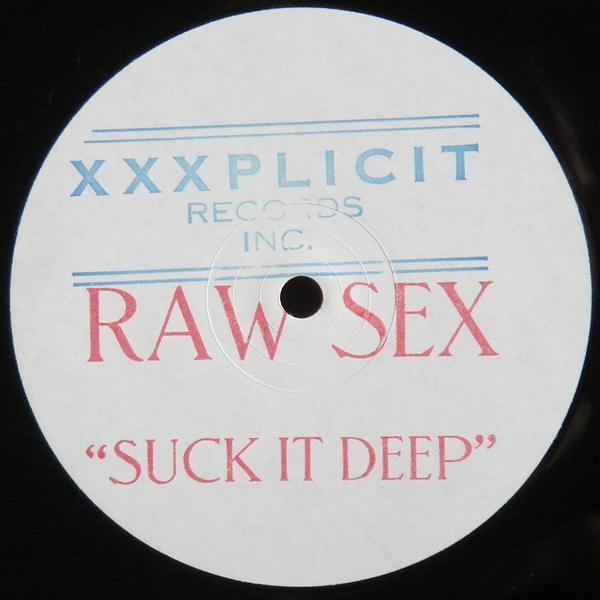 XXXPLICIT
RECORDS
INC.
RAW SEX
“SUCK IT DEEP”